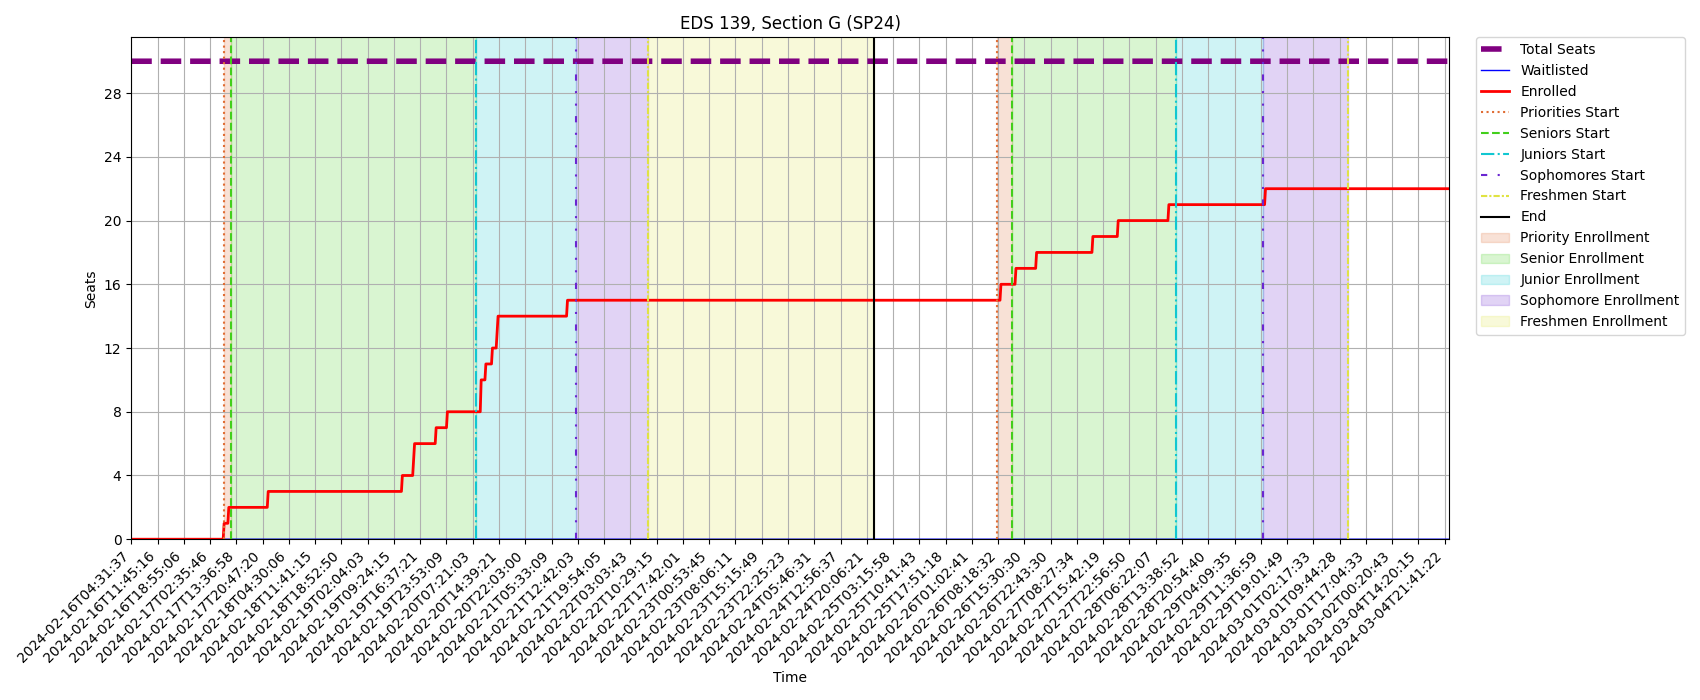 EDS 139, Section G (SP24)
Total Seats
Waitlisted
Enrolled
Priorities Start
Seniors Start
Juniors Start
Sophomores Start
Freshmen Start
End
Priority Enrollment
Senior Enrollment
Junior Enrollment
Sophomore Enrollment
Freshmen Enrollment
Seats
28
24
20
16
12
8
4
0
2024-02-16T04:31:37
2024-02-16T11:45:16
2024-02-16T18:55:06
2024-02-17T02:35:46
2024-02-17T13:36:58
2024-02-17T20:47:20
2024-02-18T04:30:06
2024-02-18T11:41:15
2024-02-18T18:52:50
2024-02-19T02:04:03
2024-02-19T09:24:15
2024-02-19T16:37:21
2024-02-19T23:53:09
2024-02-20T07:21:03
2024-02-20T14:39:21
2024-02-20T22:03:00
2024-02-21T05:33:09
2024-02-21T12:42:03
2024-02-21T19:54:05
2024-02-22T03:03:43
2024-02-22T10:29:15
2024-02-22T17:42:01
2024-02-23T00:53:45
2024-02-23T08:06:11
2024-02-23T15:15:49
2024-02-23T22:25:23
2024-02-24T05:46:31
2024-02-24T12:56:37
2024-02-24T20:06:21
2024-02-25T03:15:58
2024-02-25T10:41:43
2024-02-25T17:51:18
2024-02-26T01:02:41
2024-02-26T08:18:32
2024-02-26T15:30:30
2024-02-26T22:43:30
2024-02-27T08:27:34
2024-02-27T15:42:19
2024-02-27T22:56:50
2024-02-28T06:22:07
2024-02-28T13:38:52
2024-02-28T20:54:40
2024-02-29T04:09:35
2024-02-29T11:36:59
2024-02-29T19:01:49
2024-03-01T02:17:33
2024-03-01T09:44:28
2024-03-01T17:04:33
2024-03-02T00:20:43
2024-03-04T14:20:15
2024-03-04T21:41:22
Time